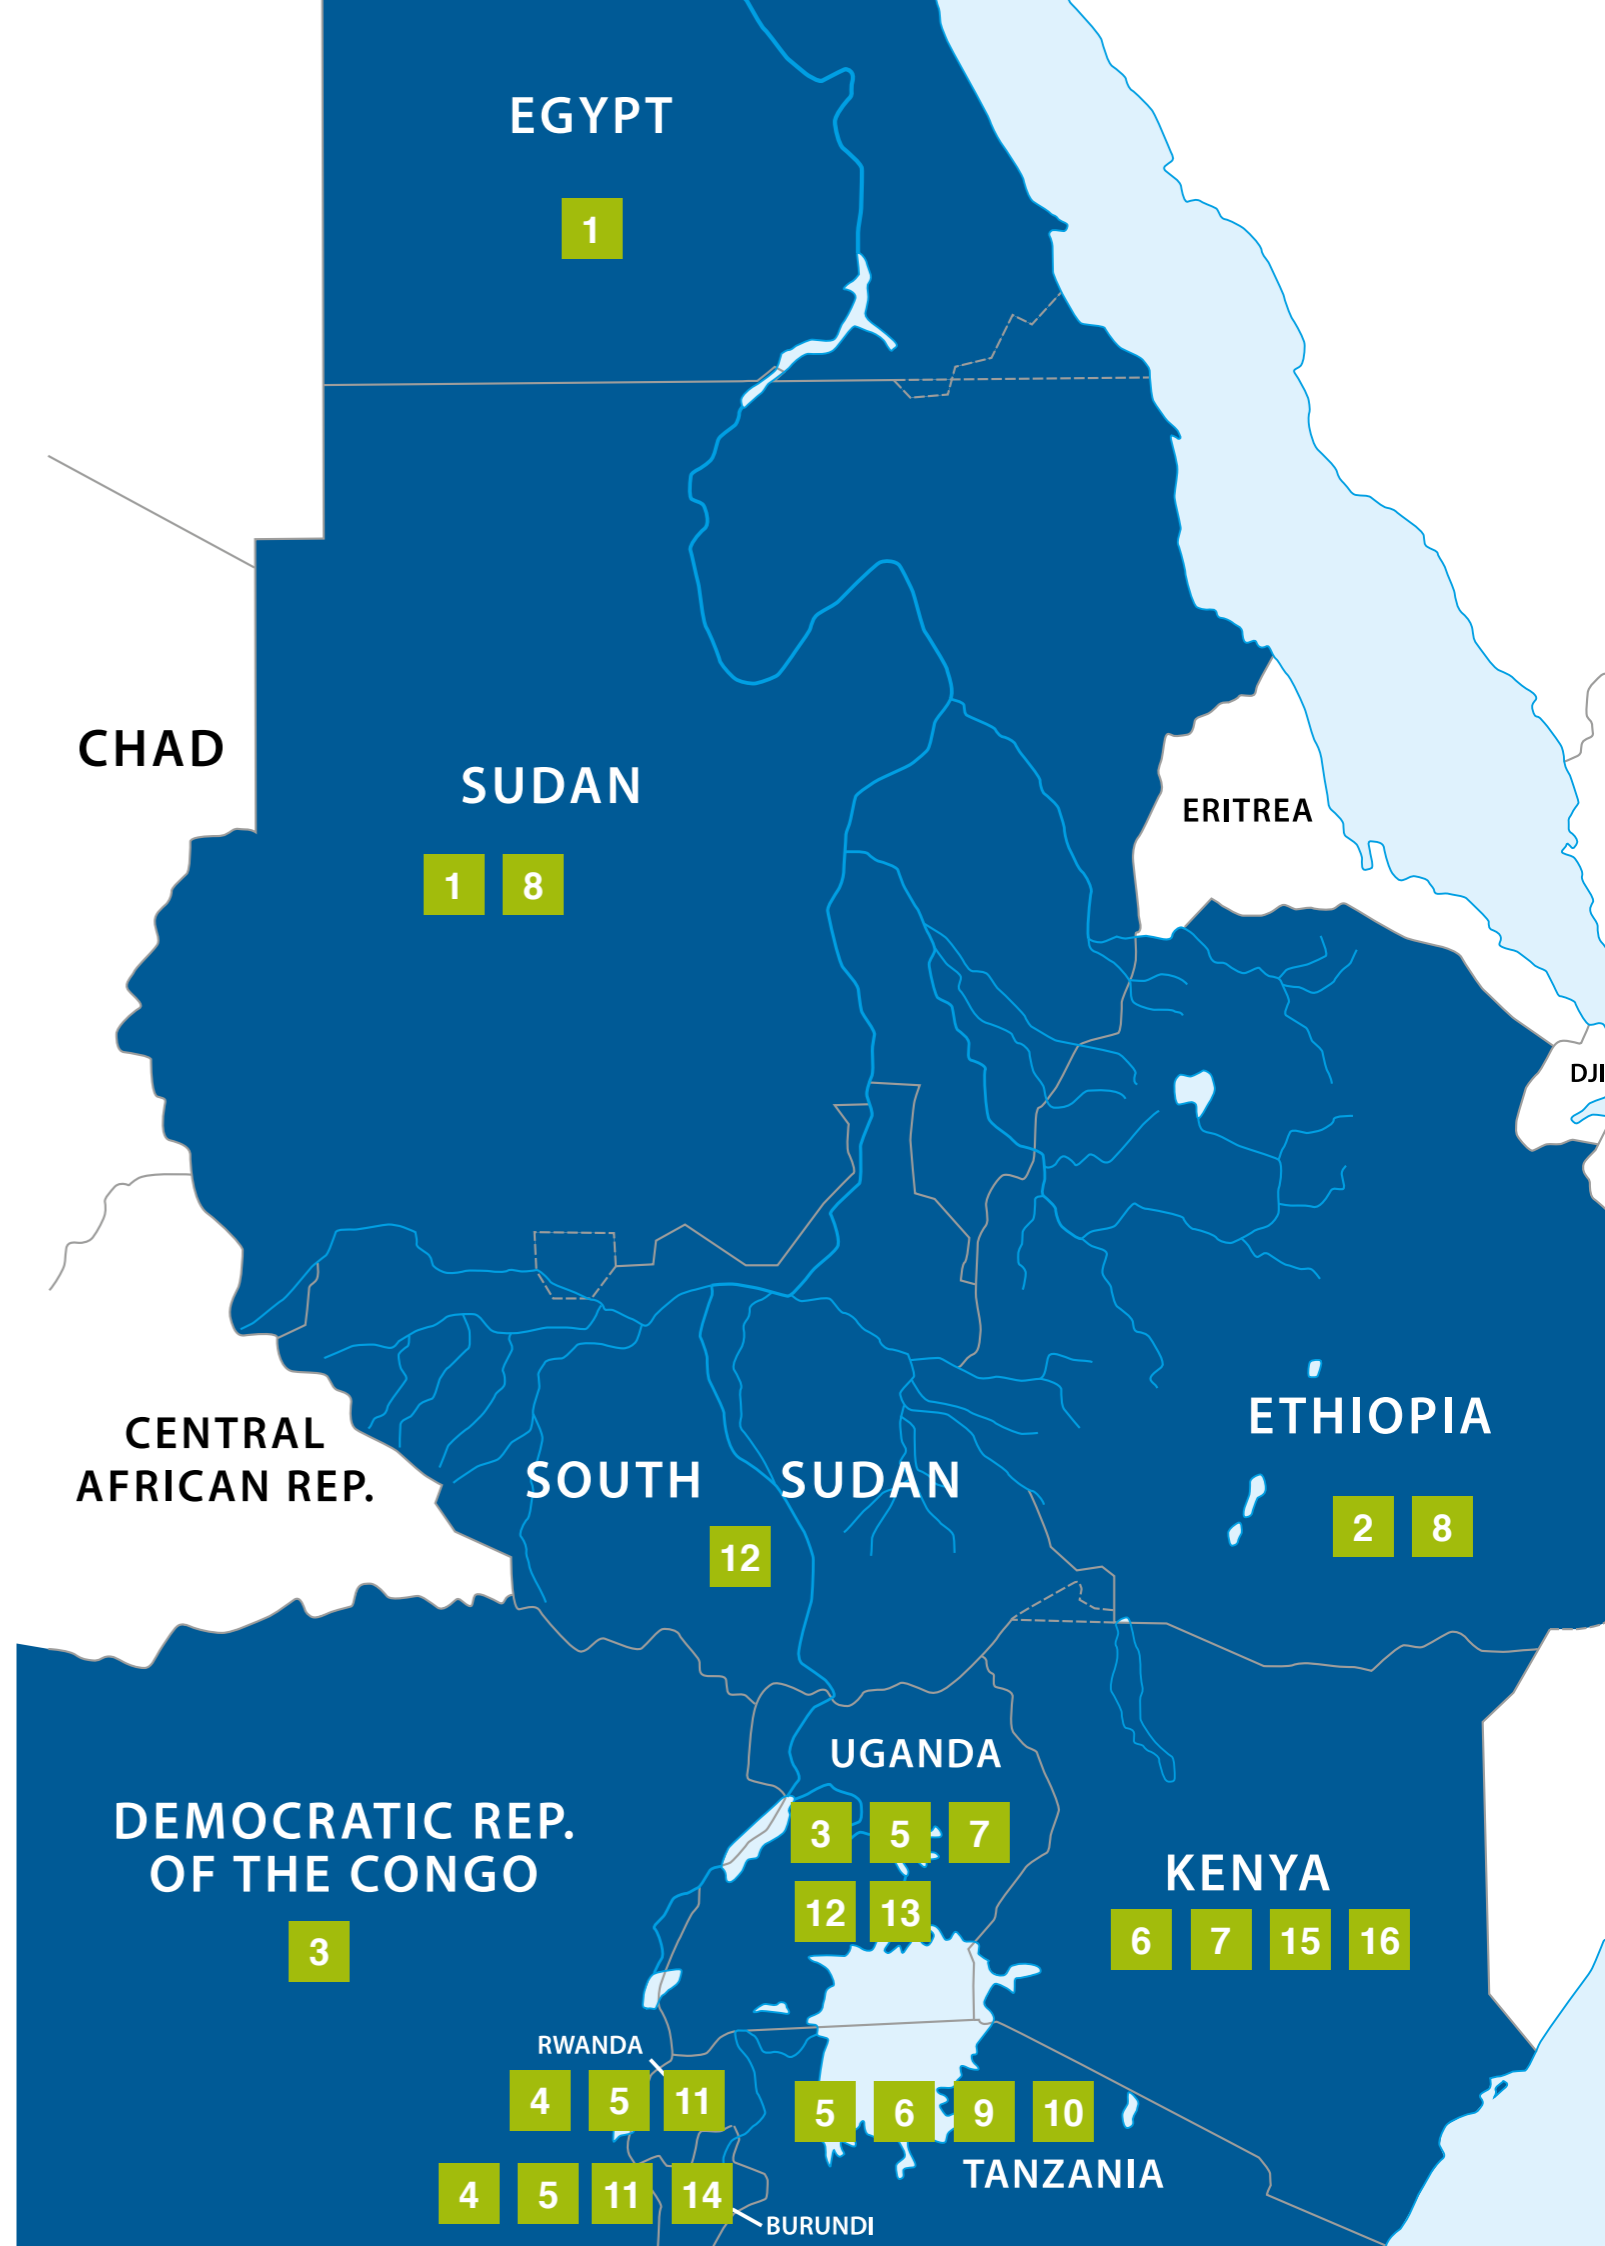 EGYPT
1
CHAD
SUDAN
ERITREA
1 8
DJI
CENTRAL
AFRICAN REP.
ETHIOPIA
SOUTH SUDAN
2 8
12
UGANDA
DEMOCRATIC REP.
OF THE CONGO
3 5 7
KENYA
12 13
6 7 15 16
3
RWANDA
4 5 11
5 6 9 10
TANZANIA
4 5 11 14
BURUNDI